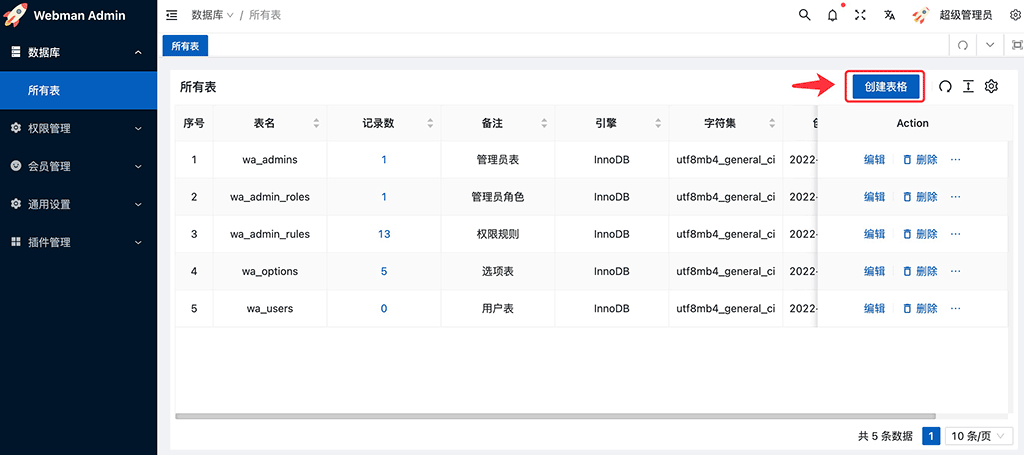 Webman Admin
数据库
所有表
权限管理
会员管理
通用设置
插件管理
数据库 / 所有表
超级管理员
所有表
所有表
创建表格
序号 表名 记录数 备注 引擎 字符集 Action
1 wa_admins 1 管理员表 InnoDB utf8mb4_general_ci 2022- 编辑 删除 ···
2 wa_admin_roles 1 管理员角色 InnoDB utf8mb4_general_ci 2022- 编辑 删除 ···
3 wa_admin_rules 13 权限规则 InnoDB utf8mb4_general_ci 2022- 编辑 删除 ···
4 wa_options 5 选项表 InnoDB utf8mb4_general_ci 2022- 编辑 删除 ···
5 wa_users 0 用户表 InnoDB utf8mb4_general_ci 2022- 编辑 删除 ···
共 5 条数据 1 10 条/页